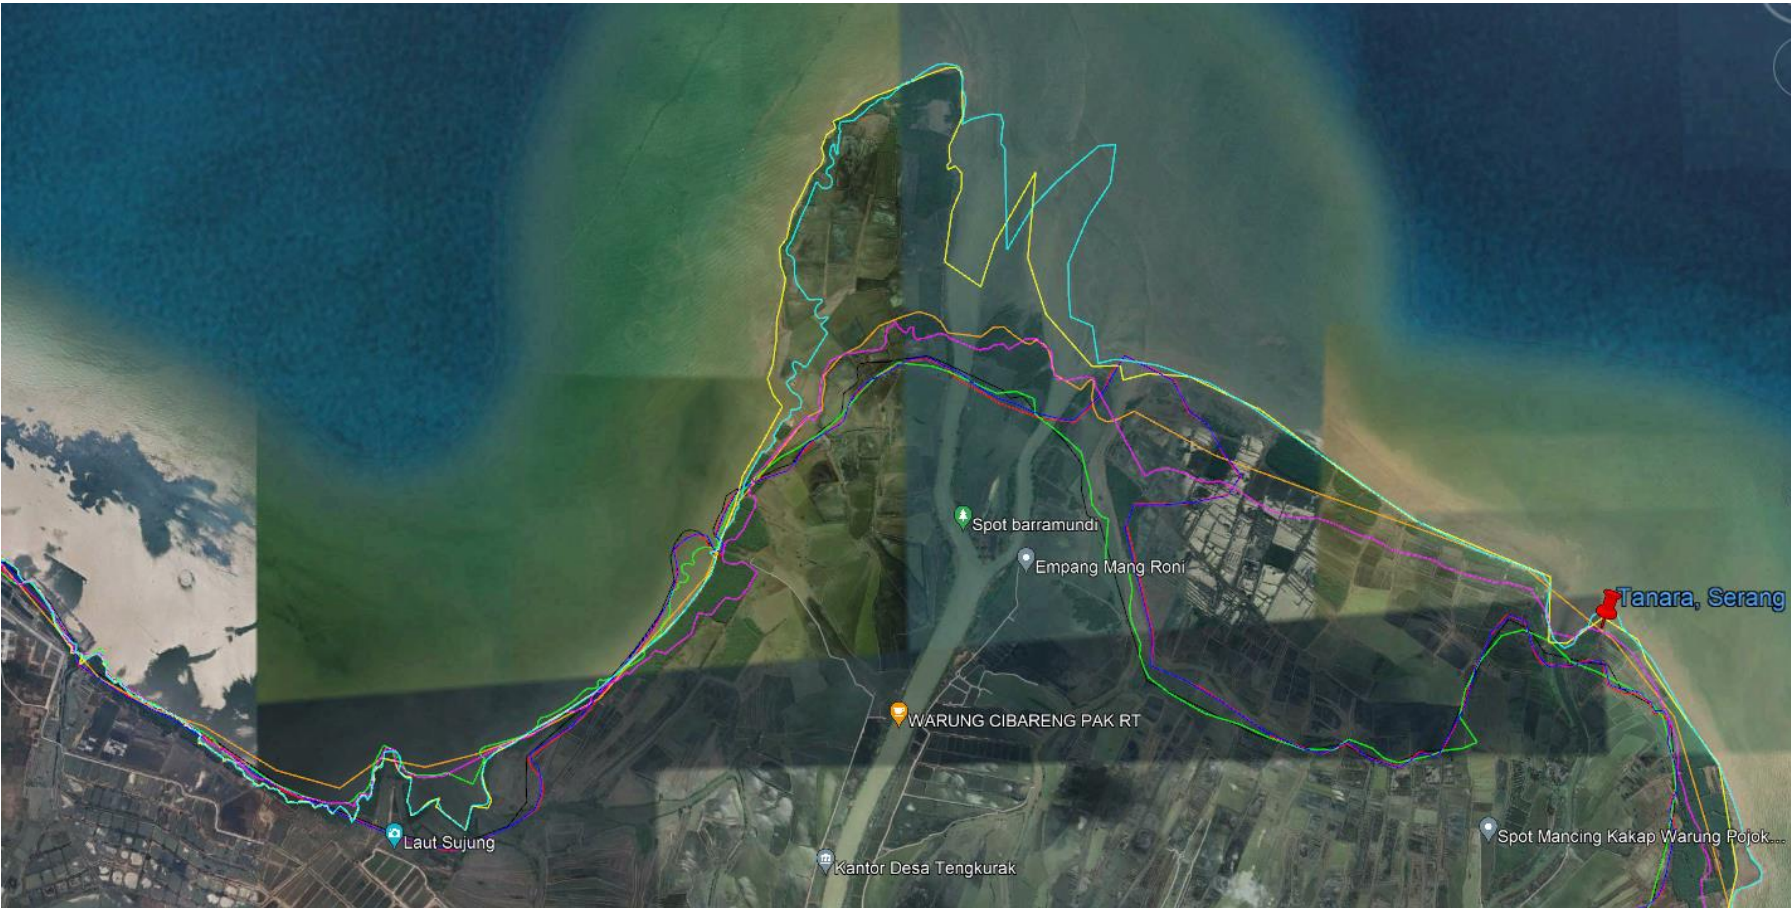 Spot barramundi
Empang Mang Roni
Tanara, Serang
WARUNG CIBARENG PAK RT
Laut Sujung
Spot Mancing Kakap Warung Pojok...
Kantor Desa Tengkurak